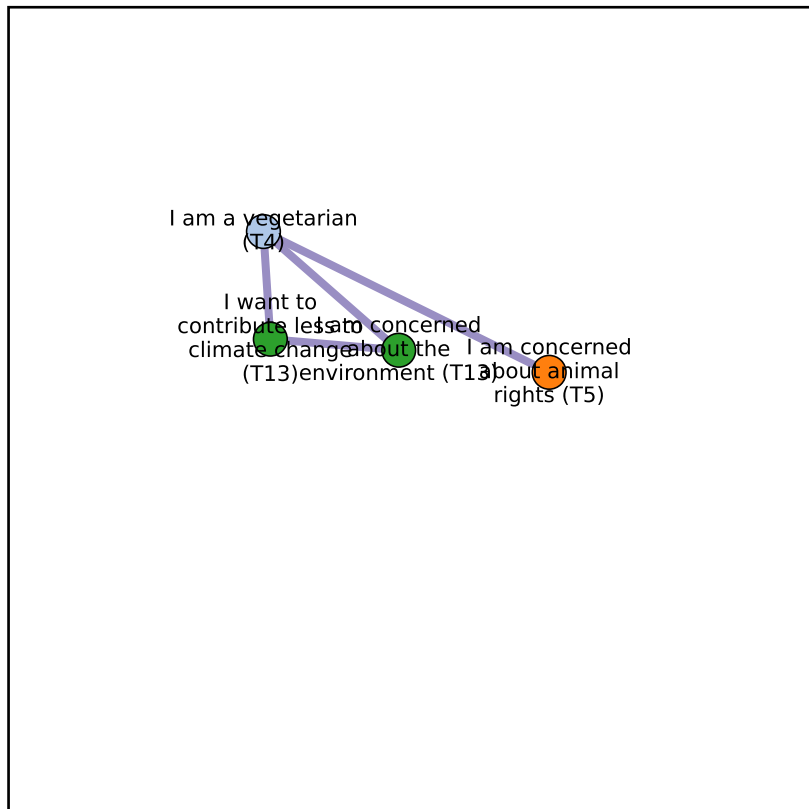 I am a vegetarian
(T4)
I want to
contribute less to
climate change
(T13)
I am concerned
about the
environment (T13)
I am concerned
about animal
rights (T5)